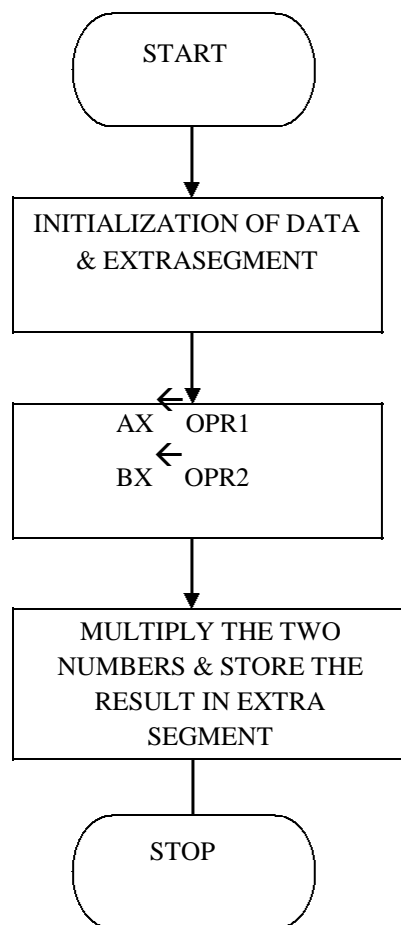 START
INITIALIZATION OF DATA
& EXTRASEGMENT
AX ← OPR1
BX ← OPR2
MULTIPLY THE TWO
NUMBERS & STORE THE
RESULT IN EXTRA
SEGMENT
STOP